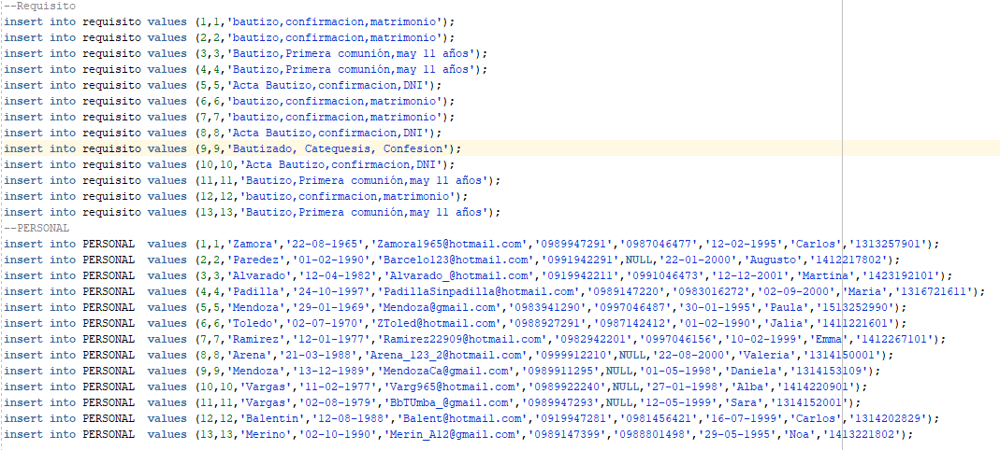 --Requisito
insert into requisito values (1,1,'bautizo,confirmacion,matrimonio');
insert into requisito values (2,2,'bautizo,confirmacion,matrimonio');
insert into requisito values (3,3,'Bautizo,Primera comunión,may 11 años');
insert into requisito values (4,4,'Bautizo,Primera comunión,may 11 años');
insert into requisito values (5,5,'Acta Bautizo,confirmacion,DNI');
insert into requisito values (6,6,'bautizo,confirmacion,matrimonio');
insert into requisito values (7,7,'bautizo,confirmacion,matrimonio');
insert into requisito values (8,8,'Acta Bautizo,confirmacion,DNI');
insert into requisito values (9,9,'Bautizado, Catequesis, Confesion');
insert into requisito values (10,10,'Acta Bautizo,confirmacion,DNI');
insert into requisito values (11,11,'Bautizo,Primera comunión,may 11 años');
insert into requisito values (12,12,'bautizo,confirmacion,matrimonio');
insert into requisito values (13,13,'Bautizo,Primera comunión,may 11 años');
--PERSONAL
insert into PERSONAL  values (1,1,'Zamora','22-08-1965','Zamora1965@hotmail.com','0989947291','0987046477','12-02-1995','Carlos','1313257901');
insert into PERSONAL  values (2,2,'Paredez','01-02-1990','Barcelo123@hotmail.com','0991942291',NULL,'22-01-2000','Augusto','1412217802');
insert into PERSONAL  values (3,3,'Alvarado','12-04-1982','Alvarado_@hotmail.com','0919942211','0991046473','12-12-2001','Martina','1423192101');
insert into PERSONAL  values (4,4,'Padilla','24-10-1997','PadillaSinpadilla@hotmail.com','0989147220','0983016272','02-09-2000','Maria','1316721611');
insert into PERSONAL  values (5,5,'Mendoza','29-01-1969','Mendoza@gmail.com','0983941290','0997046487','30-01-1995','Paula','1513252990');
insert into PERSONAL  values (6,6,'Toledo','02-07-1970','ZToled@hotmail.com','0988927291','0987142412','01-02-1990','Jalia','1411221601');
insert into PERSONAL  values (7,7,'Ramirez','12-01-1977','Ramirez22909@hotmail.com','0982942201','0997046156','10-02-1999','Emma','1412267101');
insert into PERSONAL  values (8,8,'Arena','21-03-1988','Arena_123_2@hotmail.com','0999912210',NULL,'22-08-2000','Valeria','1314150001');
insert into PERSONAL  values (9,9,'Mendoza','13-12-1989','MendozaCa@gmail.com','0989911295',NULL,'01-05-1998','Daniela','1314153109');
insert into PERSONAL  values (10,10,'Vargas','11-02-1977','Varg965@hotmail.com','0989922240',NULL,'27-01-1998','Alba','1414220901');
insert into PERSONAL  values (11,11,'Vargas','02-08-1979','BbTUmba_@gmail.com','0989947293',NULL,'12-05-1999','Sara','1314152001');
insert into PERSONAL  values (12,12,'Balentin','12-08-1988','Balent@hotmail.com','0919947281','0981456421','16-07-1999','Carlos','1314202829');
insert into PERSONAL  values (13,13,'Merino','02-10-1990','Merin_A12@gmail.com','0989147399','0988801498','29-05-1995','Noa','1413221802');